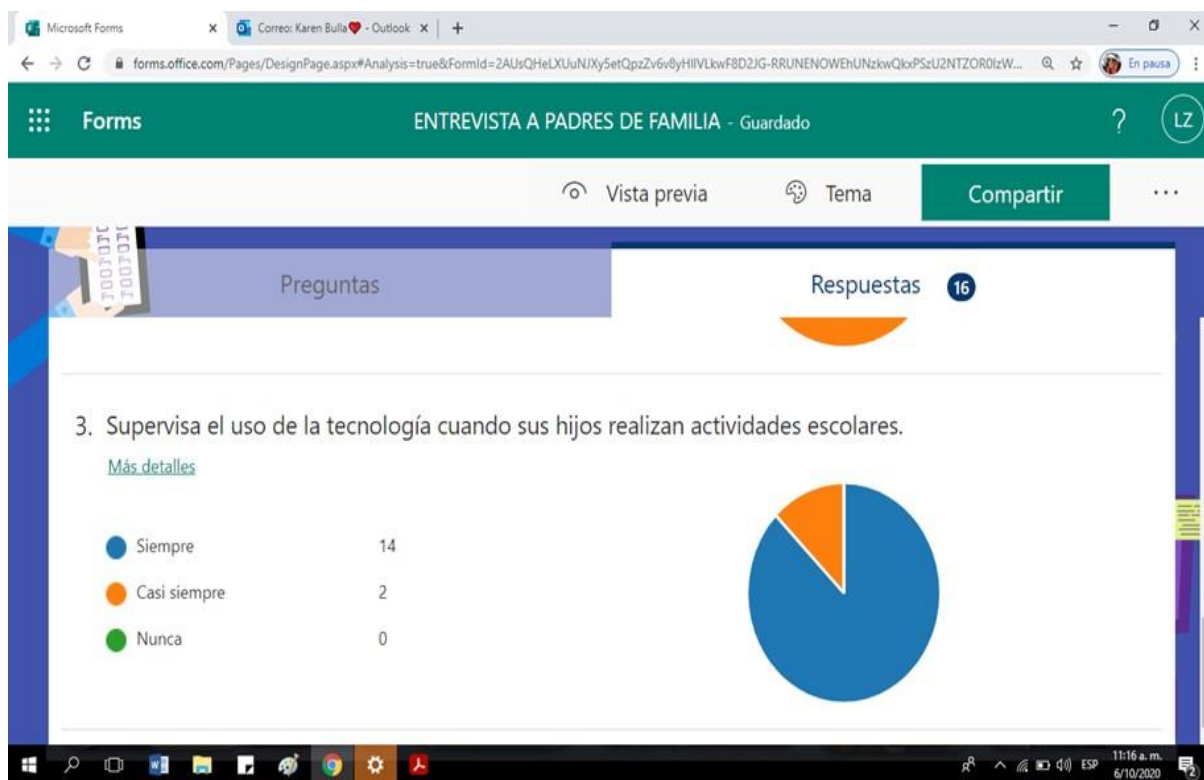 Microsoft Forms
Correo: Karen Bulla❤ - Outlook
forms.office.com/Pages/DesignPage.aspx#Analysis=true&FormId=
En pausa
Forms
ENTREVISTA A PADRES DE FAMILIA - Guardado
?
LZ
Vista previa
Tema
Compartir
...
Preguntas
Respuestas 16
3. Supervisa el uso de la tecnología cuando sus hijos realizan actividades escolares.
Más detalles
Siempre 14
Casi siempre 2
Nunca 0
ESP
11:16 a. m.
6/10/2020